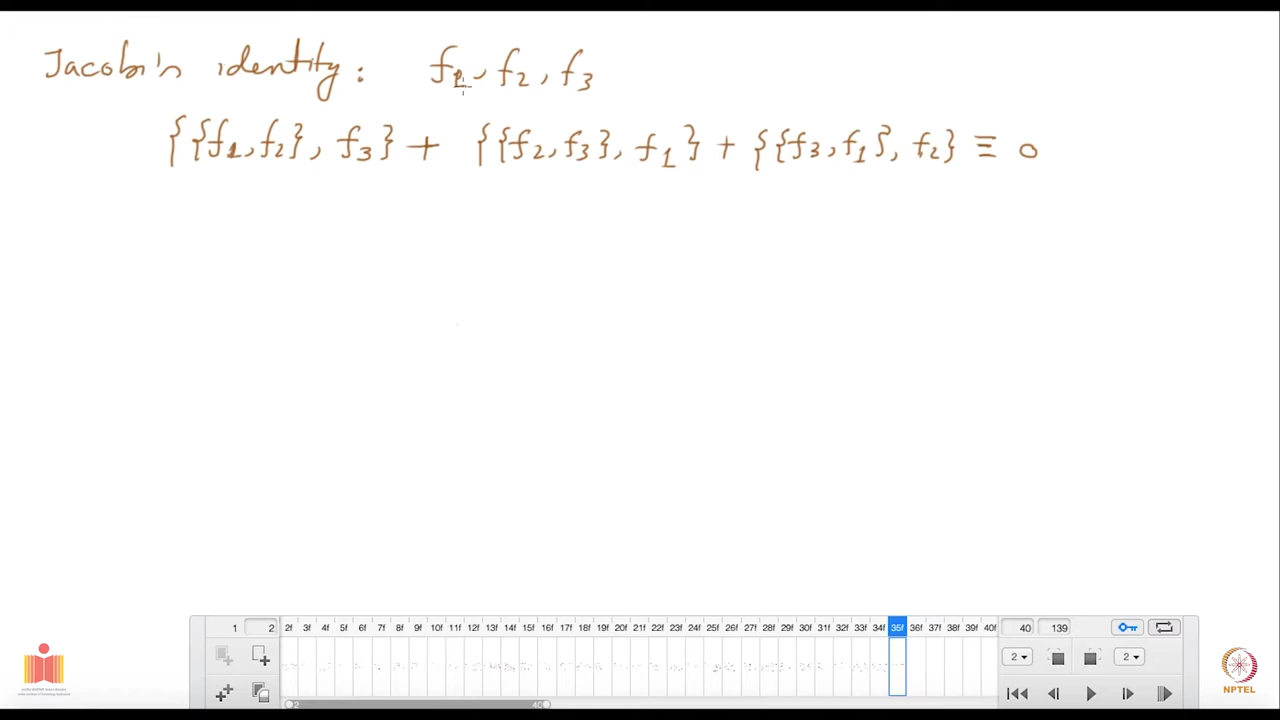 Jacobi's identity: f1, f2, f3
{{f1, f2}, f3} + {{f2, f3}, f1} + {{f3, f1}, f2} ≡ 0
1 2 2f 3f 4f 5f 6f 7f 8f 9f 10f 11f 12f 13f 14f 15f 16f 17f 18f 19f 20f 21f 22f 23f 24f 25f 26f 27f 28f 29f 30f 31f 32f 33f 34f 35f 36f 37f 38f 39f 40f 40 139
2 2
2 40
NPTEL